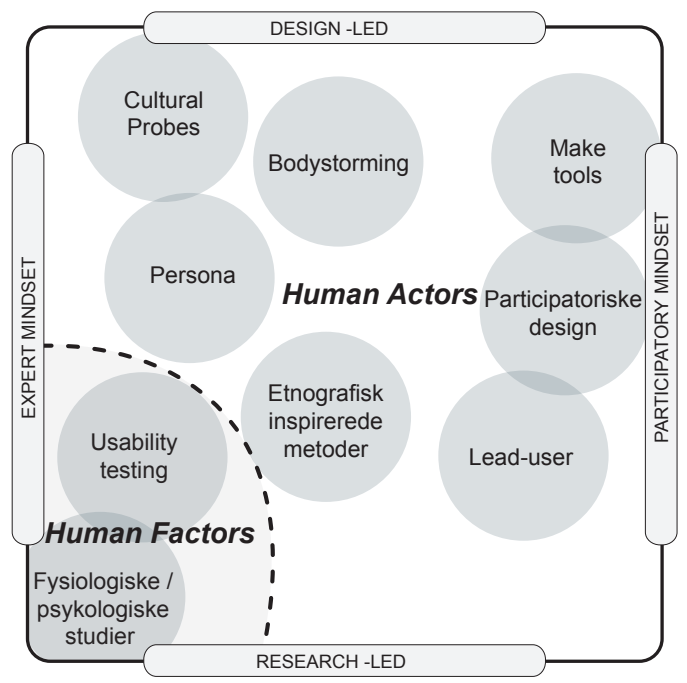 DESIGN -LED
Cultural
Probes
Bodystorming
Make
tools
EXPERT MINDSET
Persona
Human Actors
Participatoriske
design
PARTICIPATORY MINDSET
Etnografisk
inspirerede
metoder
Usability
testing
Lead-user
Human Factors
Fysiologiske /
psykologiske
studier
RESEARCH -LED